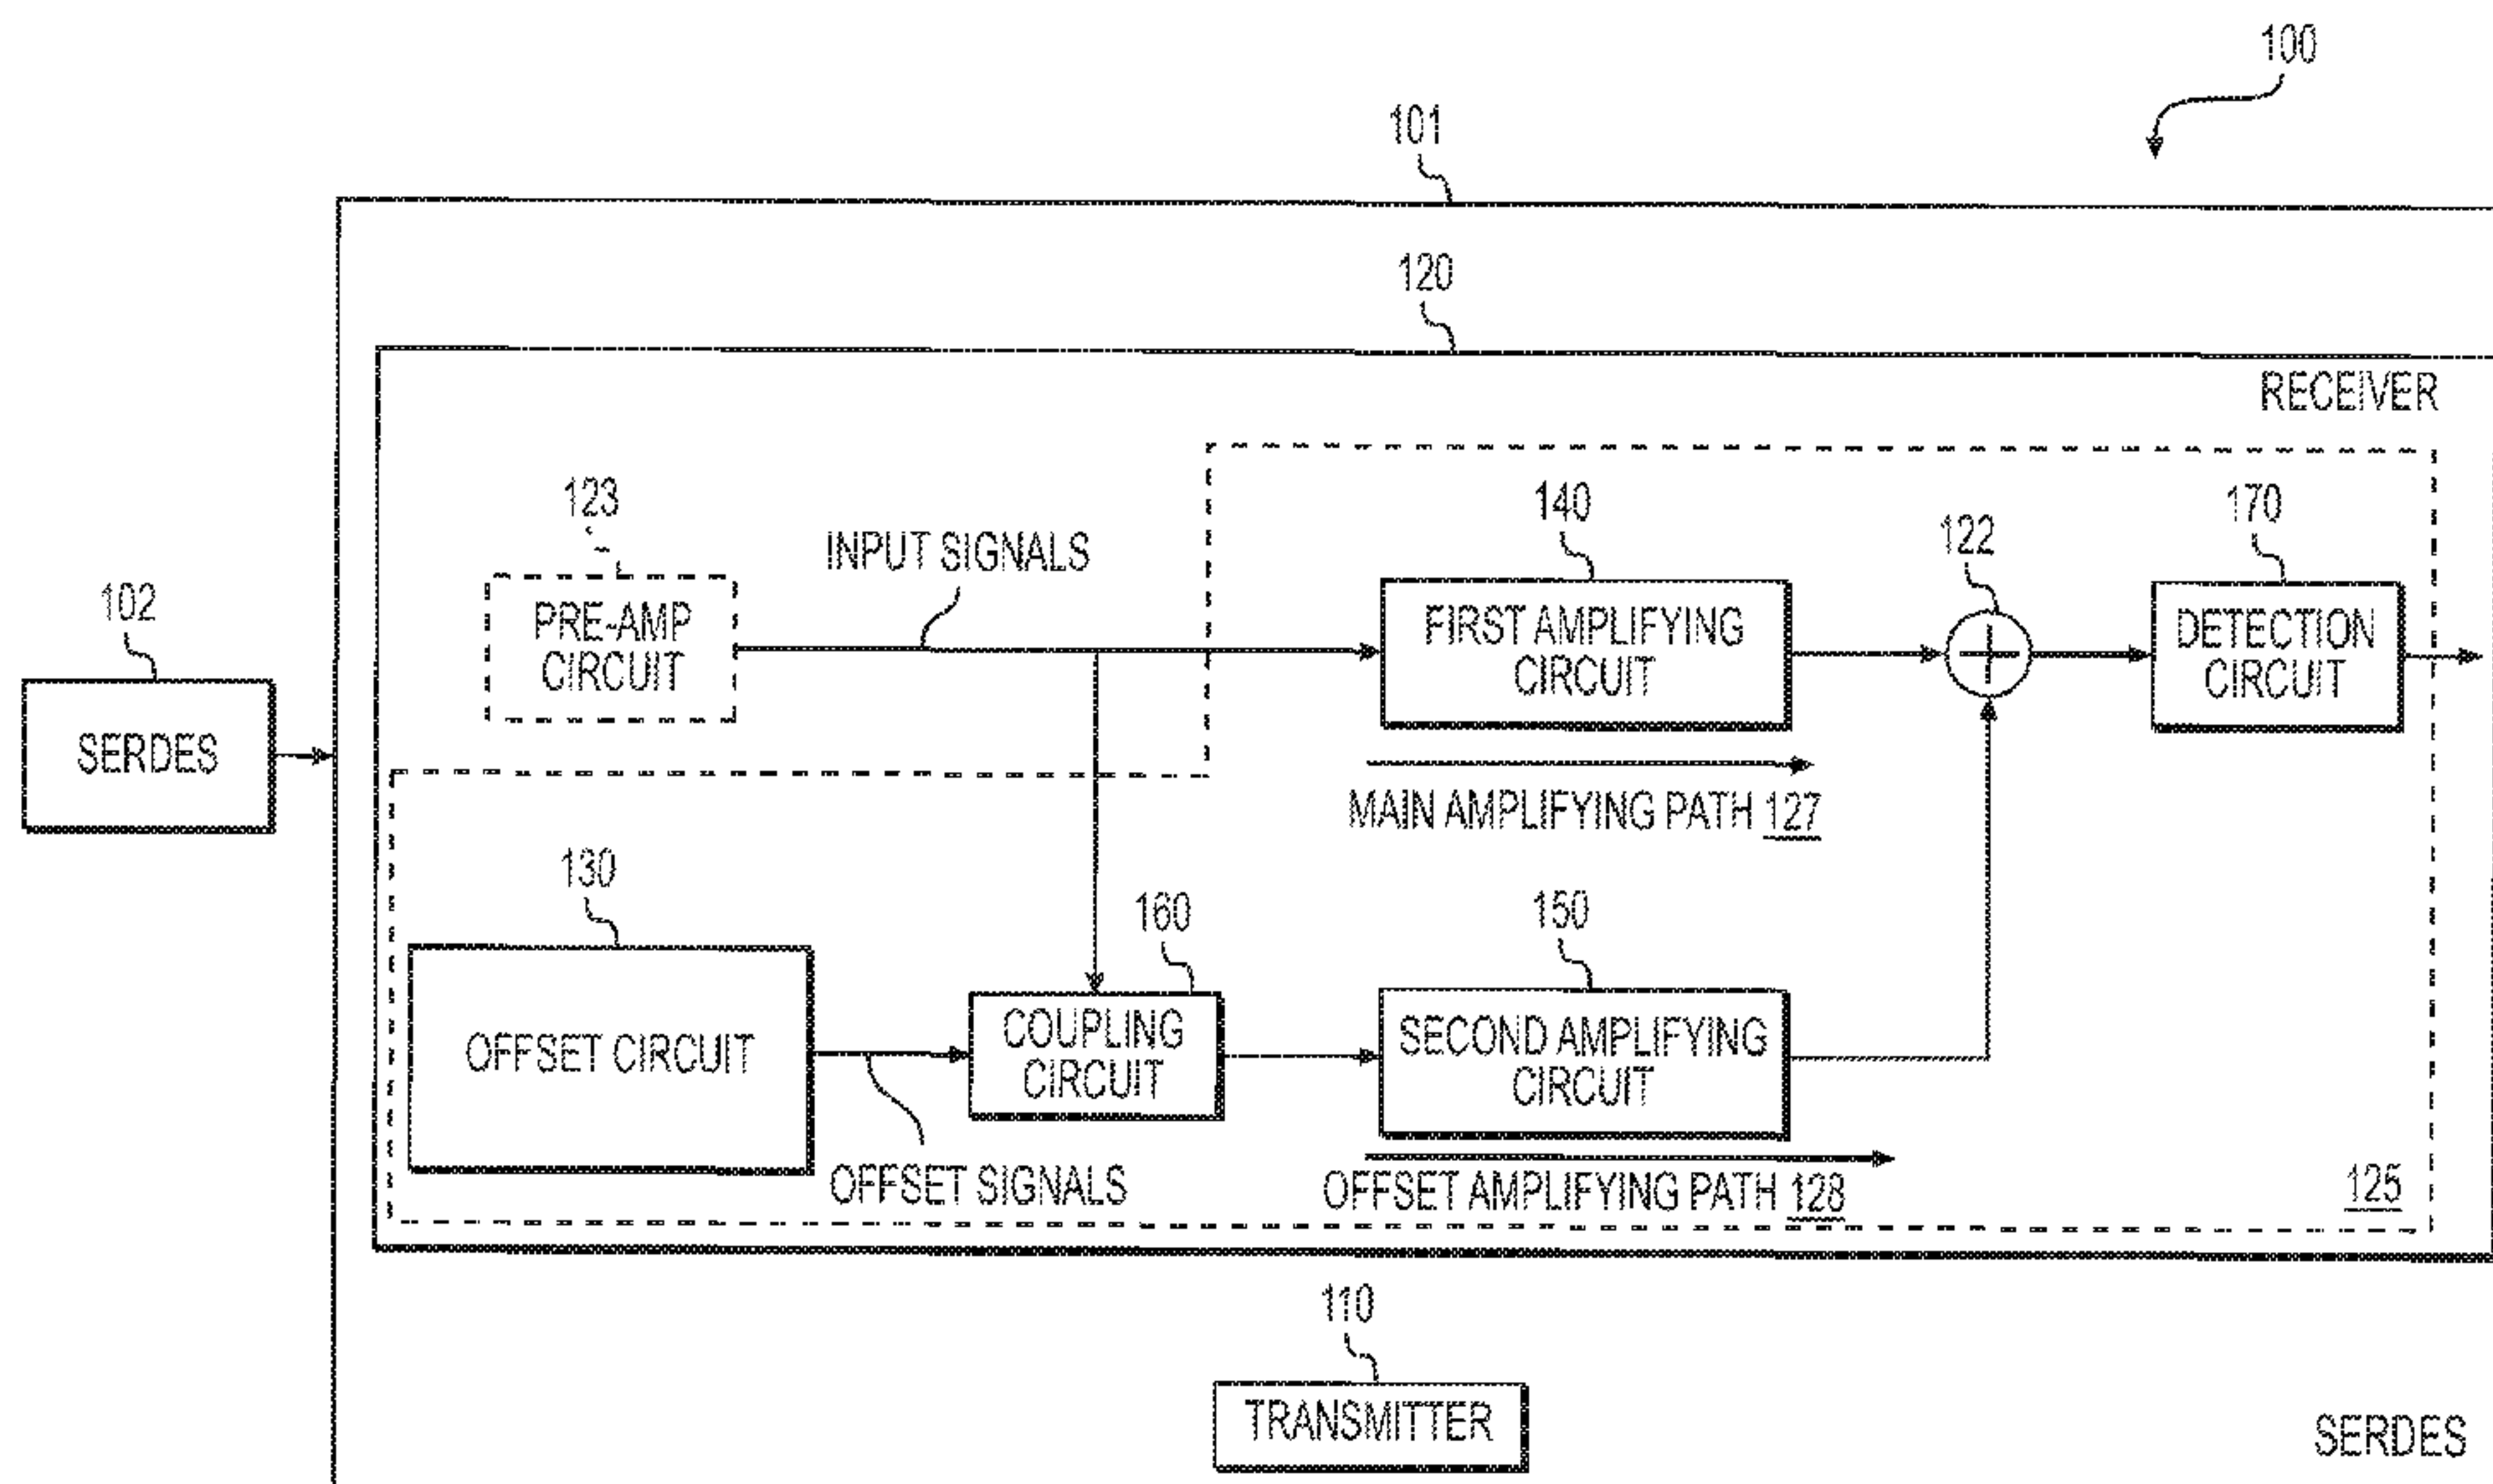 100
101
120
RECEIVER
123
INPUT SIGNALS
140
122
170
102
PRE-AMP
CIRCUIT
FIRST AMPLIFYING
CIRCUIT
DETECTION
CIRCUIT
SERDES
MAIN AMPLIFYING PATH 127
130
160
150
OFFSET CIRCUIT
COUPLING
CIRCUIT
SECOND AMPLIFYING
CIRCUIT
OFFSET SIGNALS
OFFSET AMPLIFYING PATH 128
125
110
TRANSMITTER
SERDES